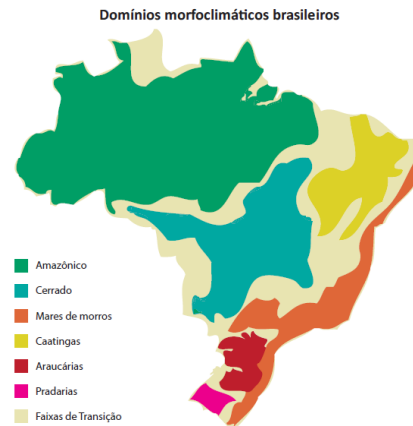 Domínios morfoclimáticos brasileiros
Amazônico
Cerrado
Mares de morros
Caatingas
Araucárias
Pradarias
Faixas de Transição